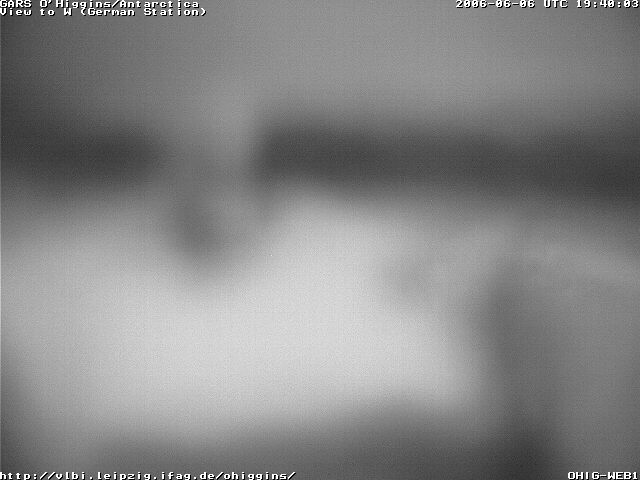 GARS O'Higgins/Antarctica
View to W (German Station)
2006-06-06 UTC 19:40:03
http://vlbi.leipzig.ifag.de/ohiggins/
OHIG-WEB1